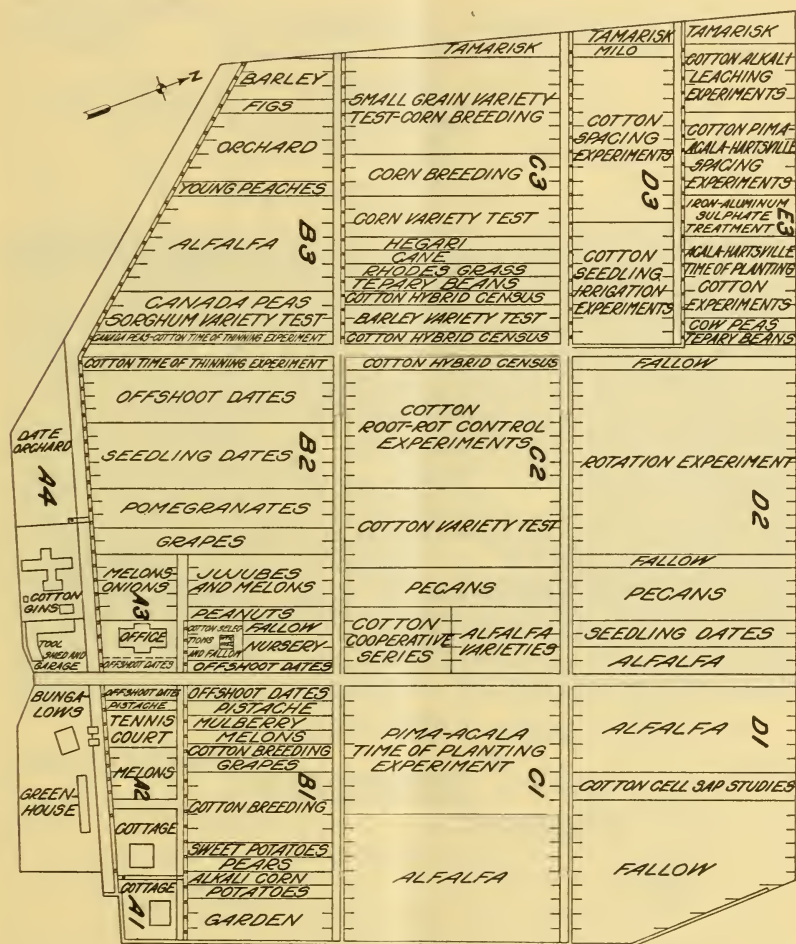 N
BARLEY
FIGS
ORCHARD
YOUNG PEACHES
ALFALFA
B3
CANADA PEAS
SORGHUM VARIETY TEST
CANADA PEAS-COTTON TIME OF THINNING EXPERIMENT
TAMARISK
SMALL GRAIN VARIETY
TEST-CORN BREEDING
CORN BREEDING
C3
CORN VARIETY TEST
HEGARI
CANE
RHODES GRASS
TEPARY BEANS
COTTON HYBRID CENSUS
BARLEY VARIETY TEST
COTTON HYBRID CENSUS
TAMARISK
MILO
COTTON
SPACING
EXPERIMENTS
D3
COTTON
SEEDLING
IRRIGATION
EXPERIMENTS
TAMARISK
COTTON ALKALI
LEACHING
EXPERIMENTS
COTTON PIMA-
ACALA-HARTSVILLE
SPACING
EXPERIMENTS
IRON-ALUMINUM
SULPHATE
TREATMENT
E3
ACALA-HARTSVILLE
TIME OF PLANTING
COTTON
EXPERIMENTS
COW PEAS
TEPARY BEANS
COTTON TIME OF THINNING EXPERIMENT
OFFSHOOT DATES
SEEDLING DATES
B2
POMEGRANATES
GRAPES
COTTON HYBRID CENSUS
COTTON
ROOT-ROT CONTROL
EXPERIMENTS
C2
COTTON VARIETY TEST
PECANS
COTTON
COOPERATIVE
SERIES
ALFALFA
VARIETIES
FALLOW
ROTATION EXPERIMENT
D2
FALLOW
PECANS
SEEDLING DATES
ALFALFA
DATE
ORCHARD
A4
COTTON
GINS
TOOL
SHED AND
GARAGE
MELONS
ONIONS
A3
OFFICE
OFFSHOOT DATES
JUJUBES
AND MELONS
PEANUTS
COTTON SELEC-
TIONS
AND FALLOW
FALLOW
NURSERY
OFFSHOOT DATES
BUNGA-
LOWS
GREEN-
HOUSE
OFFSHOOT DATES
PISTACHE
TENNIS
COURT
MELONS
A2
COTTAGE
COTTAGE
A1
OFFSHOOT DATES
PISTACHE
MULBERRY
MELONS
COTTON BREEDING
GRAPES
B1
COTTON BREEDING
SWEET POTATOES
PEARS
ALKALI CORN
POTATOES
GARDEN
PIMA-ACALA
TIME OF PLANTING
EXPERIMENT
C1
ALFALFA
ALFALFA
D1
COTTON CELL SAP STUDIES
FALLOW